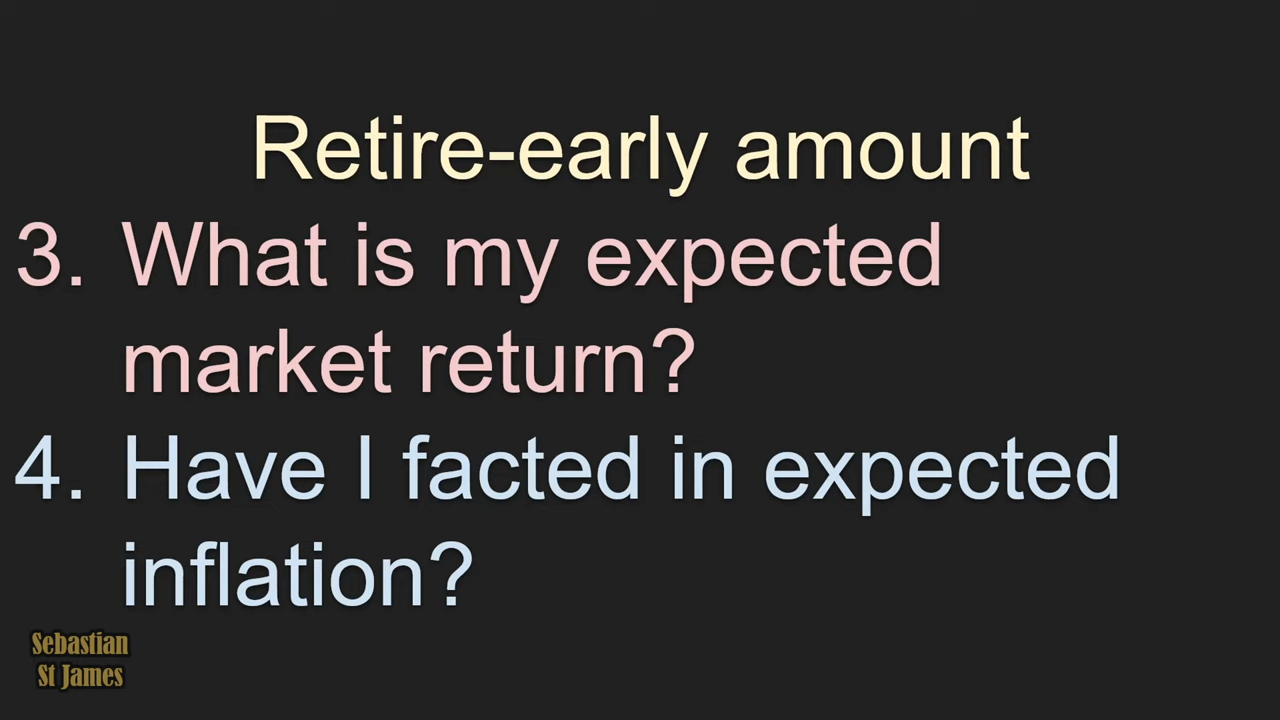 Retire-early amount
3. What is my expected
market return?
4. Have I facted in expected
inflation?
Sebastian
St James